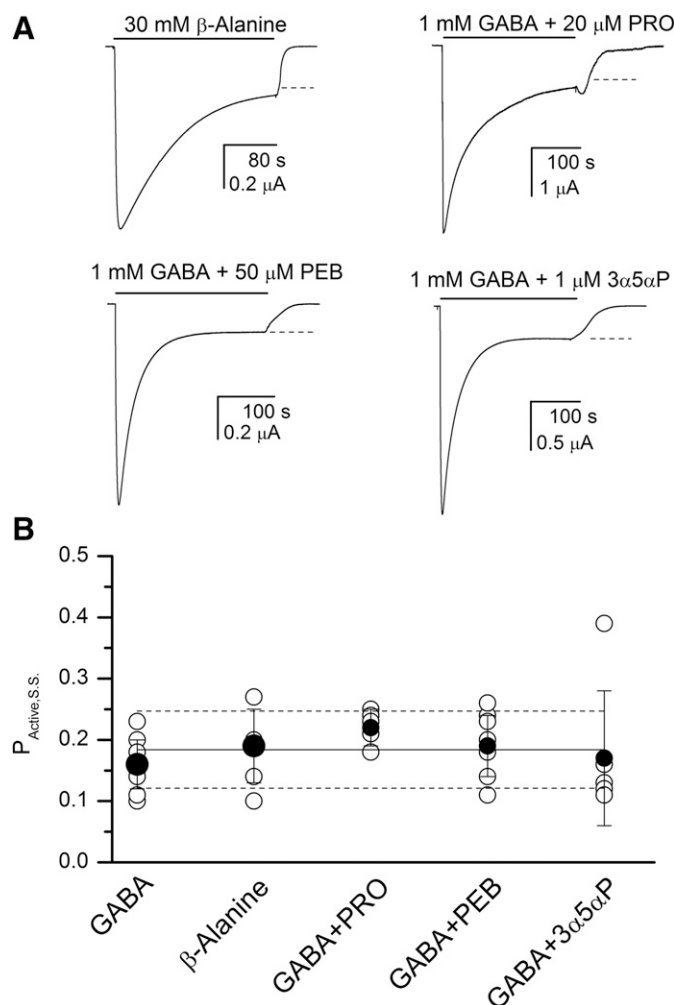 A
30 mM β-Alanine
80 s
0.2 μA
1 mM GABA + 20 μM PRO
100 s
1 μA
1 mM GABA + 50 μM PEB
100 s
0.2 μA
1 mM GABA + 1 μM 3α5αP
100 s
0.5 μA
B
P Active,S.S.
0.5
0.4
0.3
0.2
0.1
0.0
GABA
β-Alanine
GABA+PRO
GABA+PEB
GABA+3α5αP